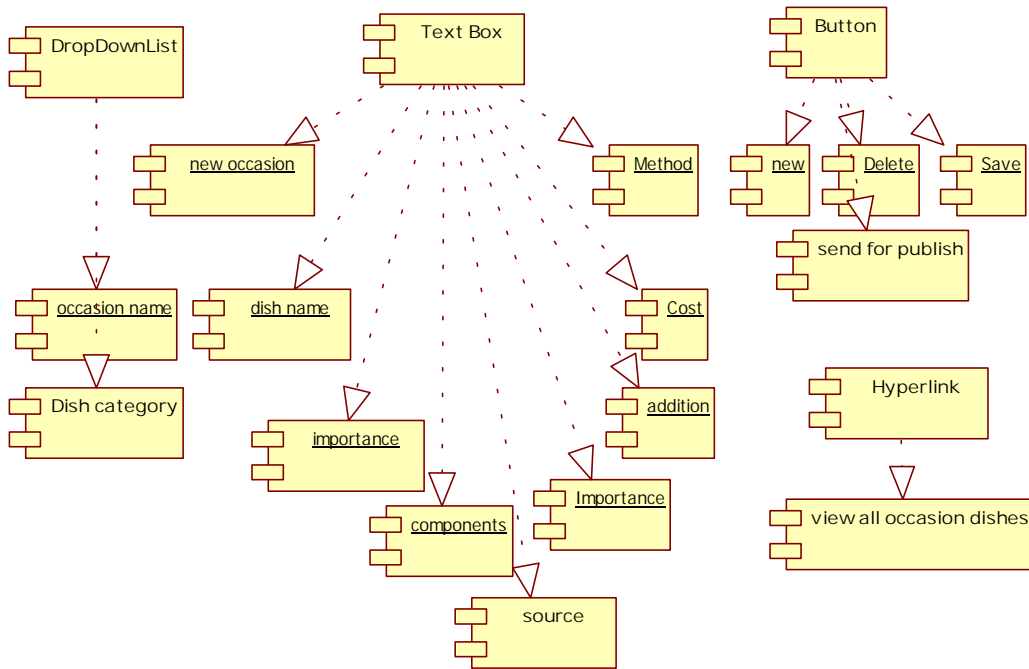 DropDownList
Text Box
Button
new occasion
Method
new
Delete
Save
send for publish
occasion name
dish name
Cost
Dish category
addition
Hyperlink
importance
Importance
components
view all occasion dishes
source